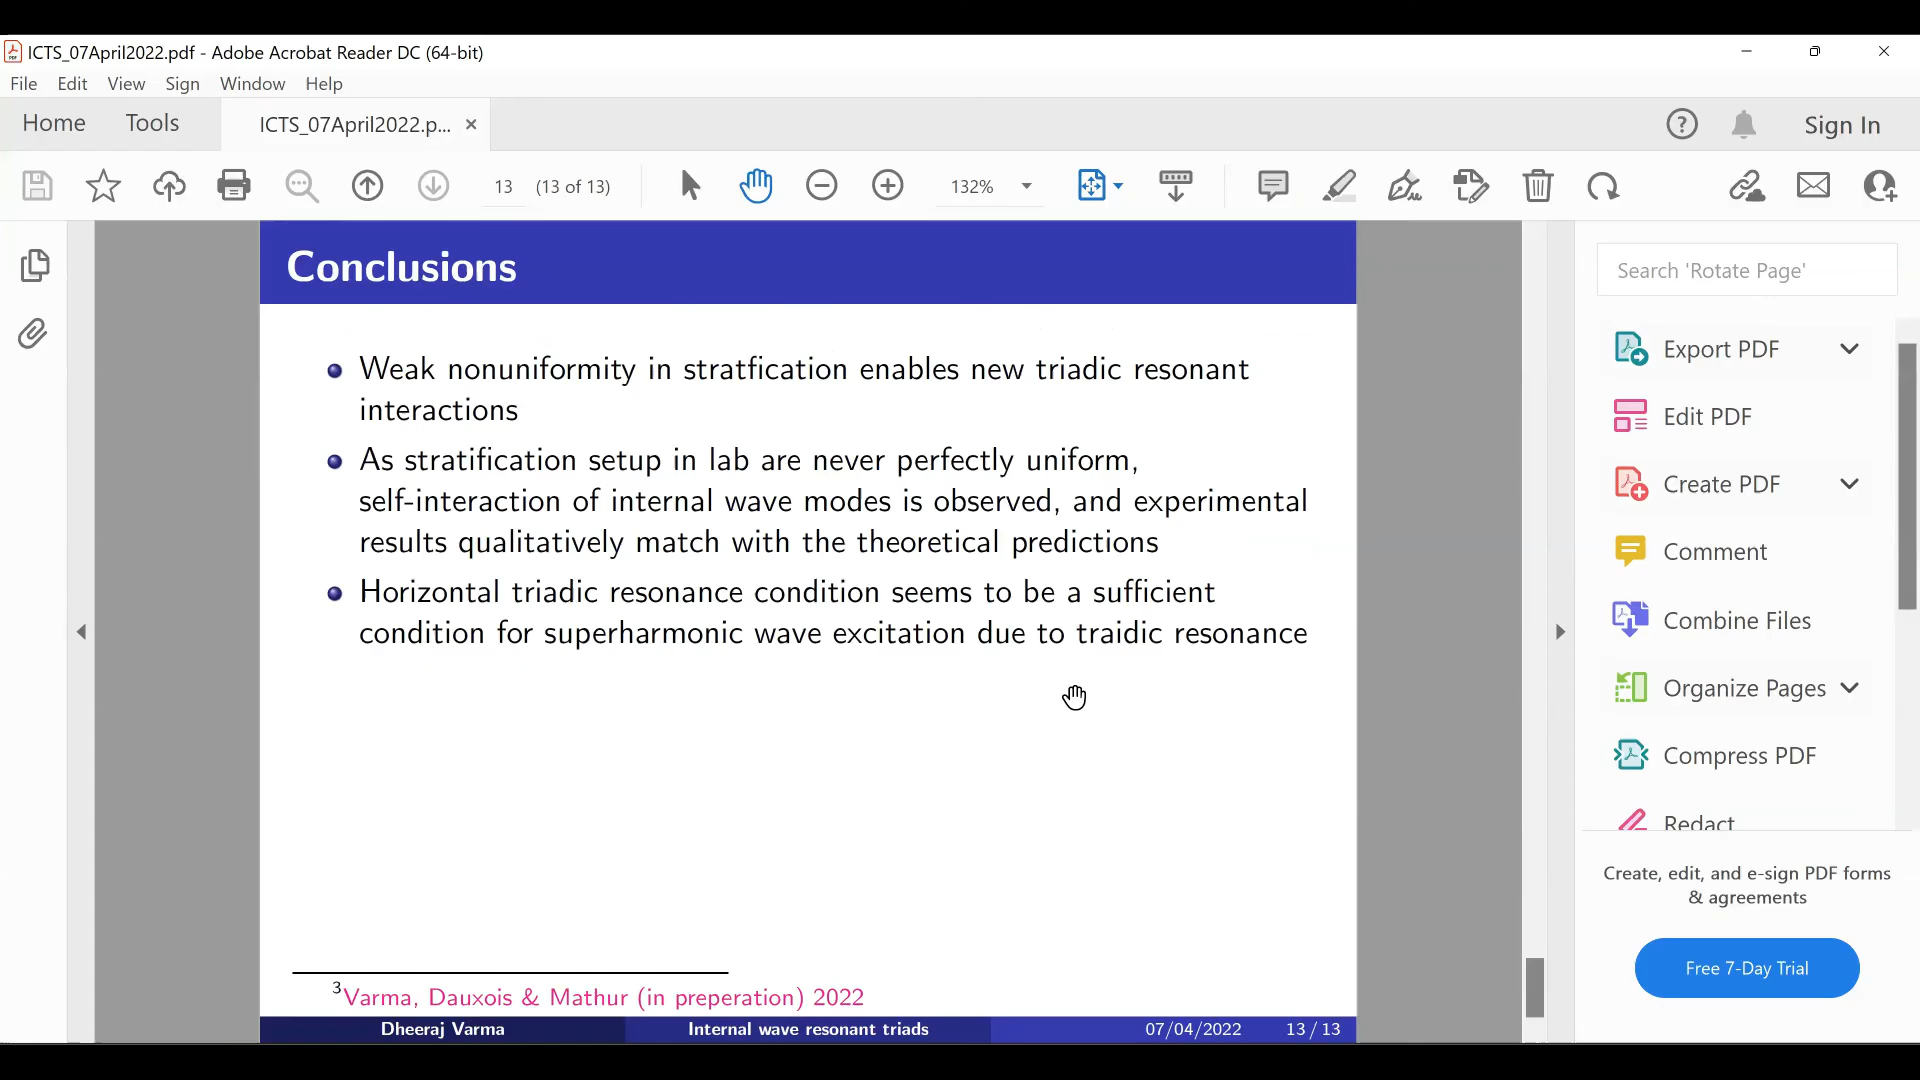 ICTS_07April2022.pdf - Adobe Acrobat Reader DC (64-bit)
File Edit View Sign Window Help
Home Tools ICTS_07April2022.p... Sign In
13 (13 of 13) 132%
Conclusions
Search 'Rotate Page'
Weak nonuniformity in stratfication enables new triadic resonant
interactions
As stratification setup in lab are never perfectly uniform,
self-interaction of internal wave modes is observed, and experimental
results qualitatively match with the theoretical predictions
Horizontal triadic resonance condition seems to be a sufficient
condition for superharmonic wave excitation due to traidic resonance
3Varma, Dauxois & Mathur (in preperation) 2022
Dheeraj Varma Internal wave resonant triads 07/04/2022 13 / 13
Export PDF
Edit PDF
Create PDF
Comment
Combine Files
Organize Pages
Compress PDF
Redact
Create, edit, and e-sign PDF forms
& agreements
Free 7-Day Trial